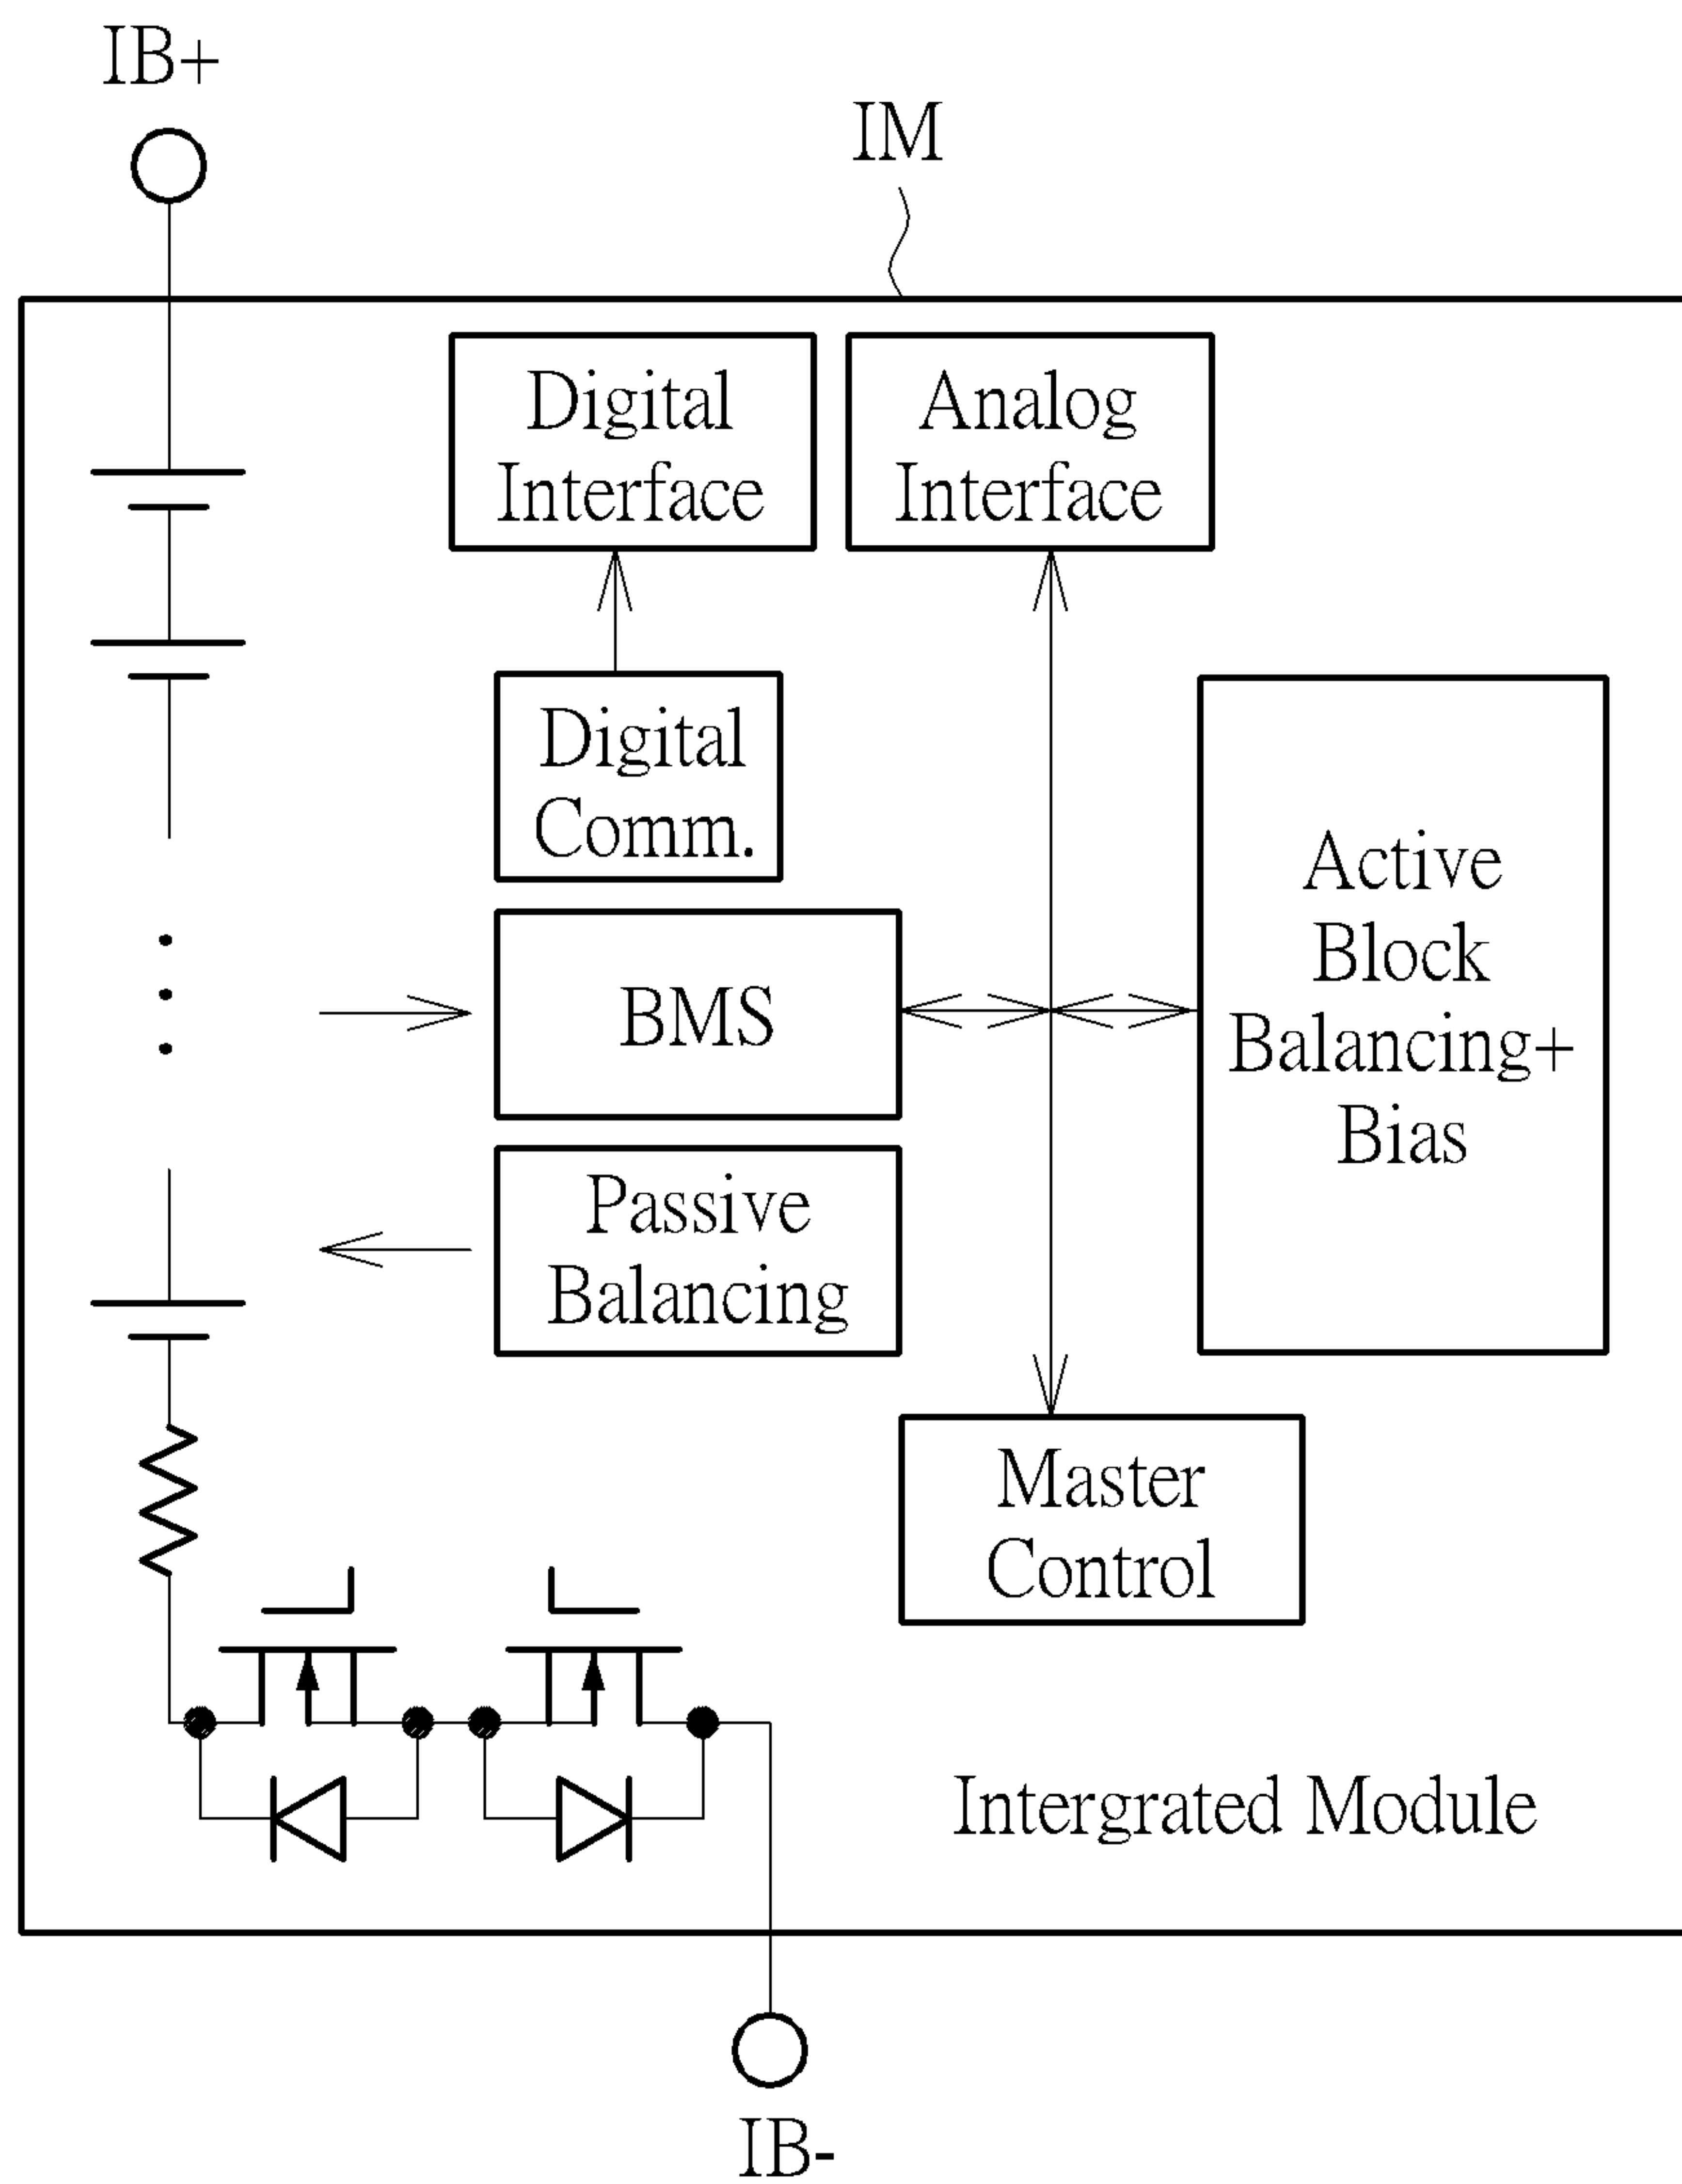 IB+
IM
Digital
Interface
Analog
Interface
Digital
Comm.
Active
Block
Balancing+
Bias
BMS
Passive
Balancing
Master
Control
Intergrated Module
IB-